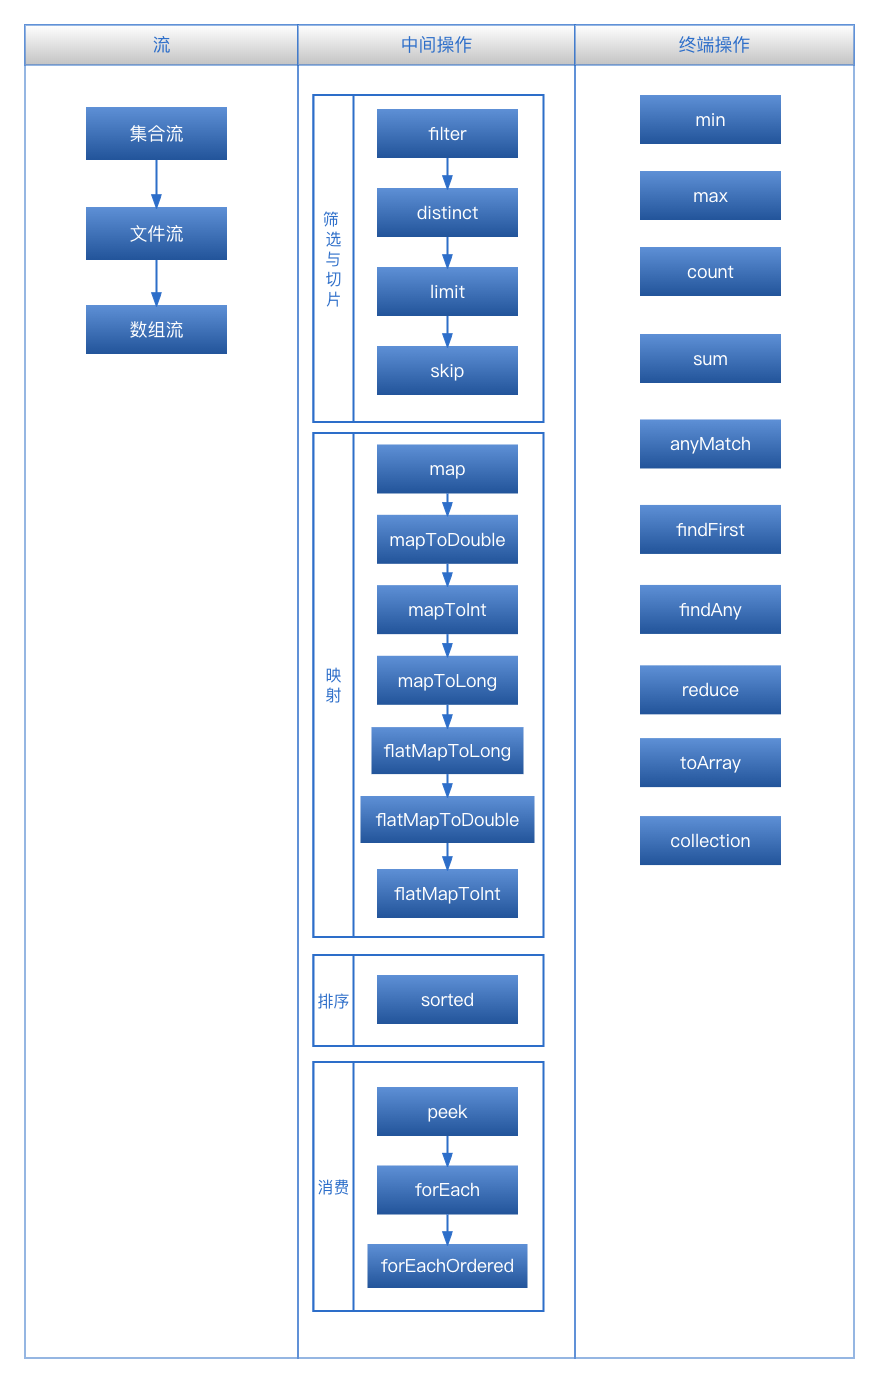 流
中间操作
终端操作
集合流
文件流
数组流
筛选与切片
filter
distinct
limit
skip
映射
map
mapToDouble
mapToInt
mapToLong
flatMapToLong
flatMapToDouble
flatMapToInt
排序
sorted
消费
peek
forEach
forEachOrdered
min
max
count
sum
anyMatch
findFirst
findAny
reduce
toArray
collection